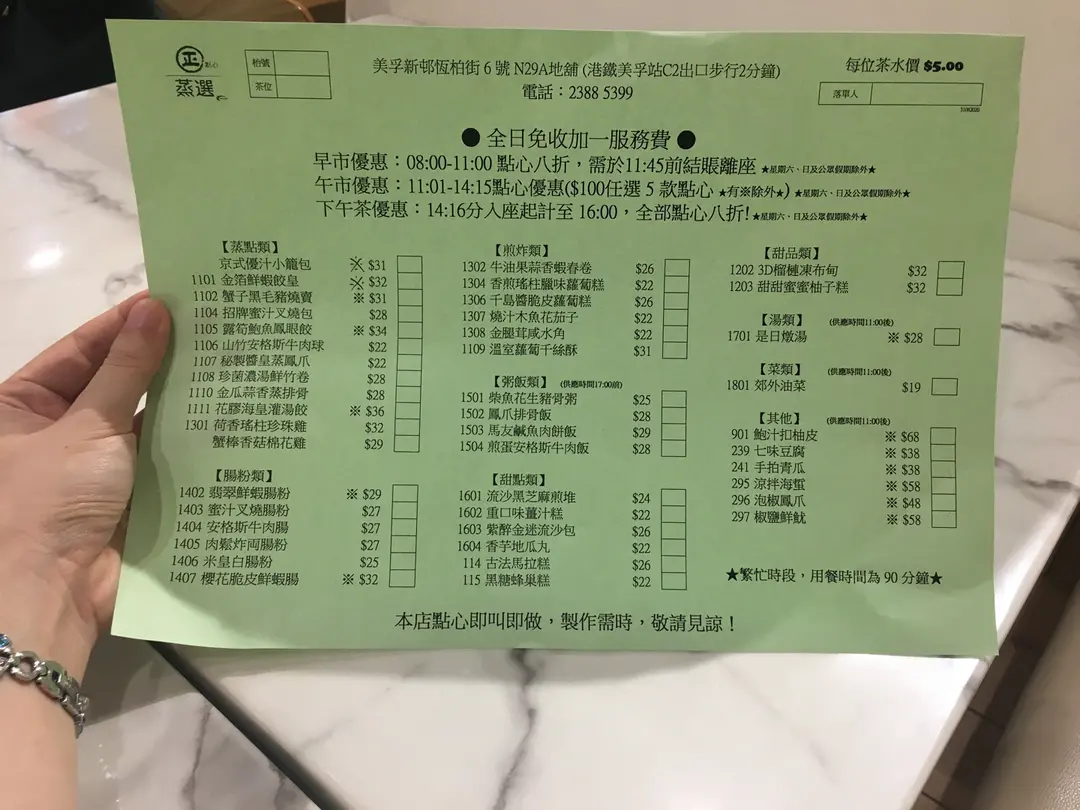 正 點心
蒸選
枱號
茶位
美孚新邨恆柏街 6 號 N29A地舖 (港鐵美孚站C2出口步行2分鐘)
電話：2388 5399
每位茶水價 $5.00
落單人
● 全日免收加一服務費 ●
早市優惠：08:00-11:00 點心八折，需於11:45前結賬離座 ★星期六、日及公眾假期除外★
午市優惠：11:01-14:15點心優惠($100任選 5 款點心 ★有※除外★) ★星期六、日及公眾假期除外★
下午茶優惠：14:16分入座起計至 16:00，全部點心八折! ★星期六、日及公眾假期除外★
【蒸點類】
京式優汁小籠包 ※ $31
1101 金箔鮮蝦餃皇 ※ $32
1102 蟹子黑毛豬燒賣 ※ $31
1104 招牌蜜汁叉燒包 $28
1105 露筍鮑魚鳳眼餃 ※ $34
1106 山竹安格斯牛肉球 $22
1107 秘製醬皇蒸鳳爪 $22
1108 珍菌濃湯鮮竹卷 $28
1110 金瓜蒜香蒸排骨 $28
1111 花膠海皇灌湯餃 ※ $36
1301 荷香瑤柱珍珠雞 $32
蟹棒香菇棉花雞 $29
【腸粉類】
1402 翡翠鮮蝦腸粉 ※ $29
1403 蜜汁叉燒腸粉 $27
1404 安格斯牛肉腸 $27
1405 肉鬆炸両腸粉 $27
1406 米皇白腸粉 $25
1407 櫻花脆皮鮮蝦腸 ※ $32
【煎炸類】
1302 牛油果蒜香蝦春卷 $26
1304 香煎瑤柱臘味蘿蔔糕 $22
1306 千島醬脆皮蘿蔔糕 $26
1307 燒汁木魚花茄子 $22
1308 金腿茸咸水角 $22
1109 溫室蘿蔔千絲酥 $31
【粥飯類】 (供應時間17:00前)
1501 柴魚花生豬骨粥 $25
1502 鳳爪排骨飯 $28
1503 馬友鹹魚肉餅飯 $29
1504 煎蛋安格斯牛肉飯 $28
【甜點類】
1601 流沙黑芝麻煎堆 $24
1602 重口味薑汁糕 $22
1603 紫醉金迷流沙包 $26
1604 香芋地瓜丸 $22
114 古法馬拉糕 $26
115 黑糖蜂巢糕 $22
【甜品類】
1202 3D榴槤凍布甸 $32
1203 甜甜蜜蜜柚子糕 $32
【湯類】 (供應時間11:00後)
1701 是日燉湯 ※ $28
【菜類】 (供應時間11:00後)
1801 郊外油菜 $19
【其他】 (供應時間11:00後)
901 鮑汁扣柚皮 ※ $68
239 七味豆腐 ※ $38
241 手拍青瓜 ※ $38
295 涼拌海蜇 ※ $58
296 泡椒鳳爪 ※ $48
297 椒鹽鮮魷 ※ $58
★繁忙時段，用餐時間為 90 分鐘★
本店點心即叫即做，製作需時，敬請見諒！